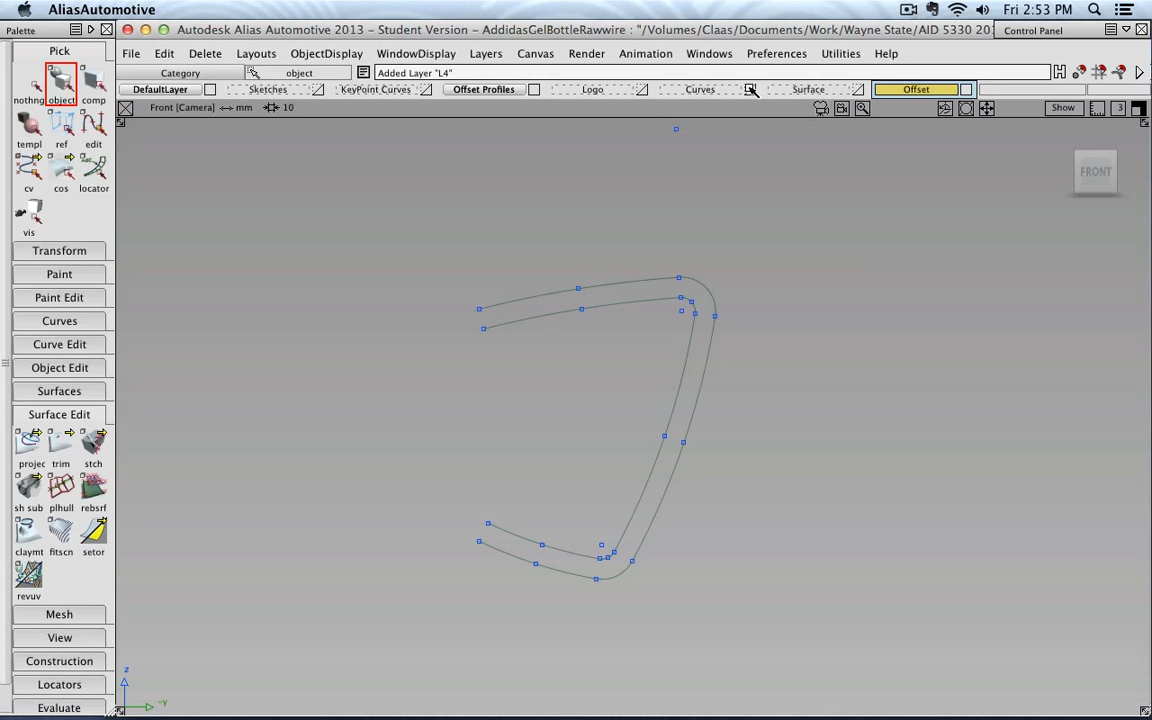 AliasAutomotive
Fri 2:53 PM
Palette
Autodesk Alias Automotive 2013 - Student Version - AddidasGelBottleRawwire : "/Volumes/Claas/Documents/Work/Wayne State/AID 5330 201
Control Panel
Pick
File Edit Delete Layouts ObjectDisplay WindowDisplay Layers Canvas Render Animation Windows Preferences Utilities Help
Category object Added Layer "L4"
DefaultLayer Sketches KeyPoint Curves Offset Profiles Logo Curves Surface Offset
Front [Camera] mm 10 Show 3
nothng object comp
templ ref edit
cv cos locator
vis
FRONT
Transform
Paint
Paint Edit
Curves
Curve Edit
Object Edit
Surfaces
Surface Edit
projec trim stch
sh sub plhull rebsrf
claymt fitscn setor
revuv
Mesh
View
Construction
Locators
Evaluate
z
-y